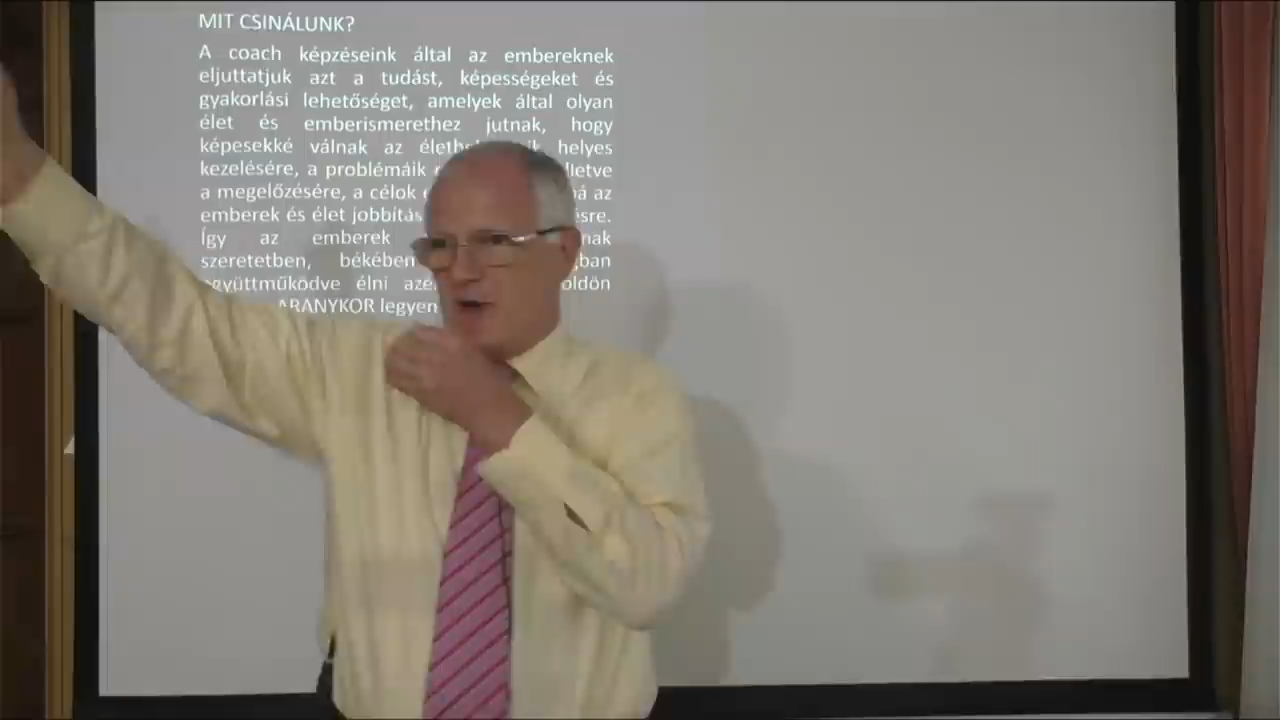 MIT CSINÁLUNK?
A coach képzéseink által az embereknek
eljuttatjuk azt a tudást, képességeket és
gyakorlási lehetőséget, amelyek által olyan
élet és emberismerethez jutnak, hogy
képesekké válnak az helyes
kezelésére, a problémáik
a megelőzésére, a célok az
emberek és élet jobbítás
Így az emberek
szeretetben, békében
együttműködve élni
ARANYKOR legyen